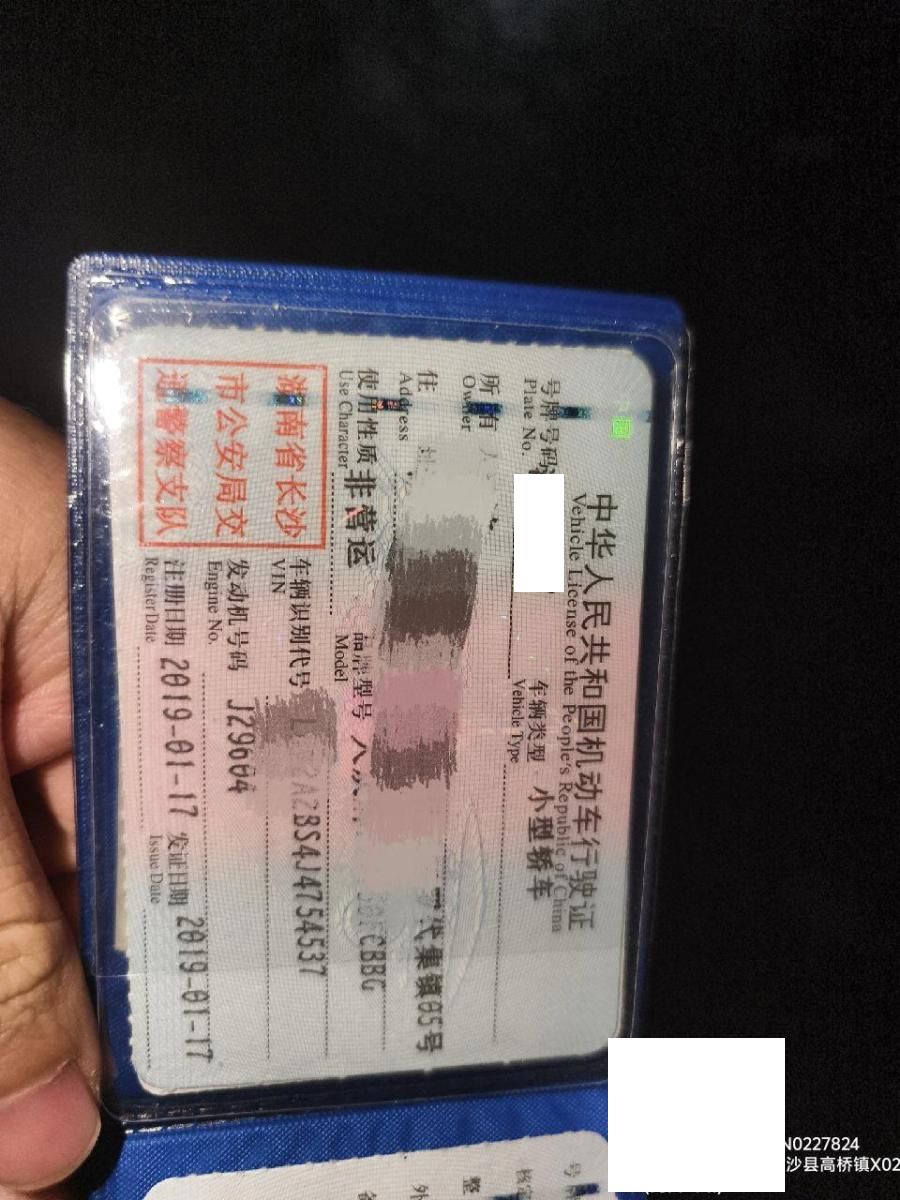 中华人民共和国机动车行驶证
Vehicle License of the People's Republic of China
号牌号码
Plate No.
车辆类型 小型轿车
Vehicle Type
所有人
Owner
住
Address
代集镇05号
使用性质 非营运
Use Character
品牌型号
Model
CBBG
湖南省长沙
市公安局交
通警察支队
车辆识别代号 L 2A2BS4J4754537
VIN
发动机号码 J29604
Engine No.
注册日期 2019-01-17
Register Date
发证日期 2019-01-17
Issue Date
号
核
整
外
N0227824
沙县高桥镇X02